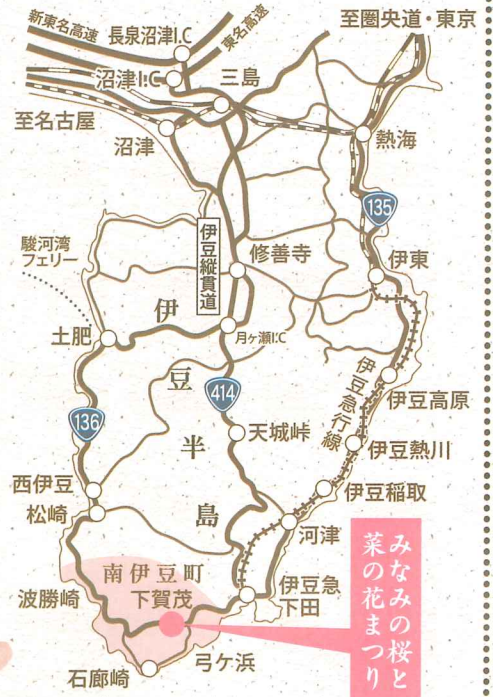 新東名高速
長泉沼津I.C
東名高速
至圏央道・東京
沼津I.C
三島
至名古屋
沼津
熱海
135
駿河湾
フェリー
伊豆縦貫道
修善寺
伊東
土肥
月ヶ瀬I.C
伊豆半島
414
136
天城峠
伊豆急行線
伊豆高原
伊豆熱川
伊豆稲取
西伊豆
松崎
河津
南伊豆町
下賀茂
伊豆急
下田
波勝崎
弓ヶ浜
石廊崎
みなみの桜と
菜の花まつり